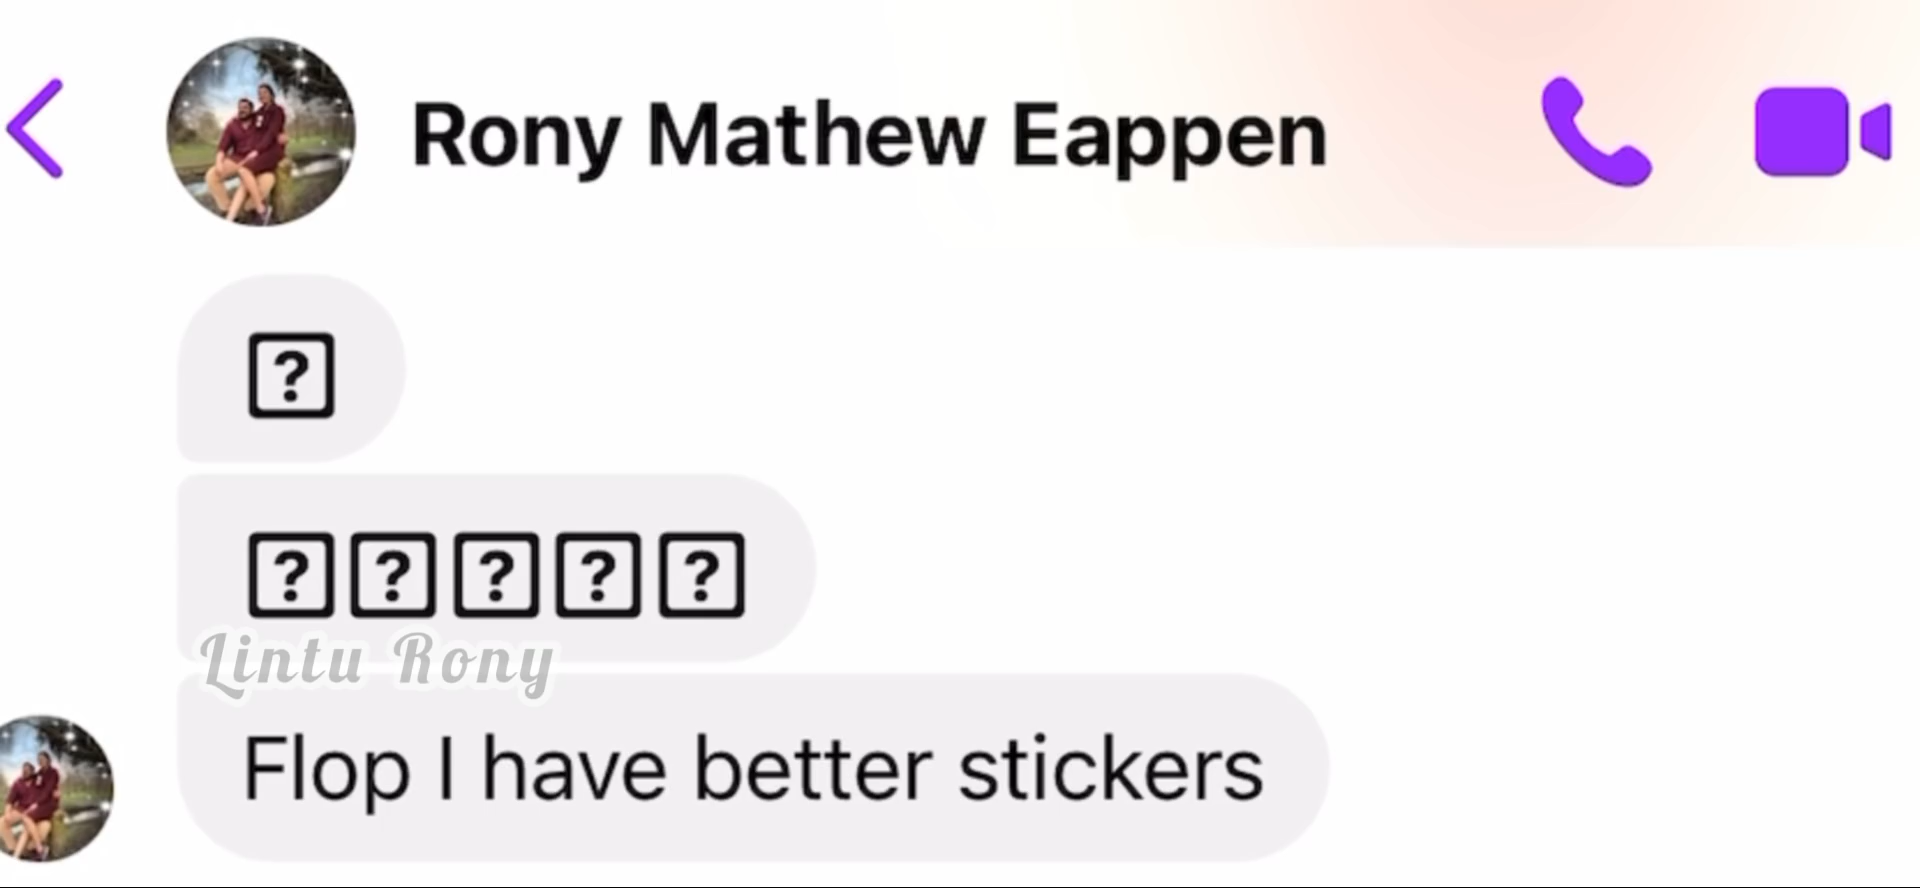 Rony Mathew Eappen
⍰
⍰⍰⍰⍰⍰
Lintu Rony
Flop I have better stickers